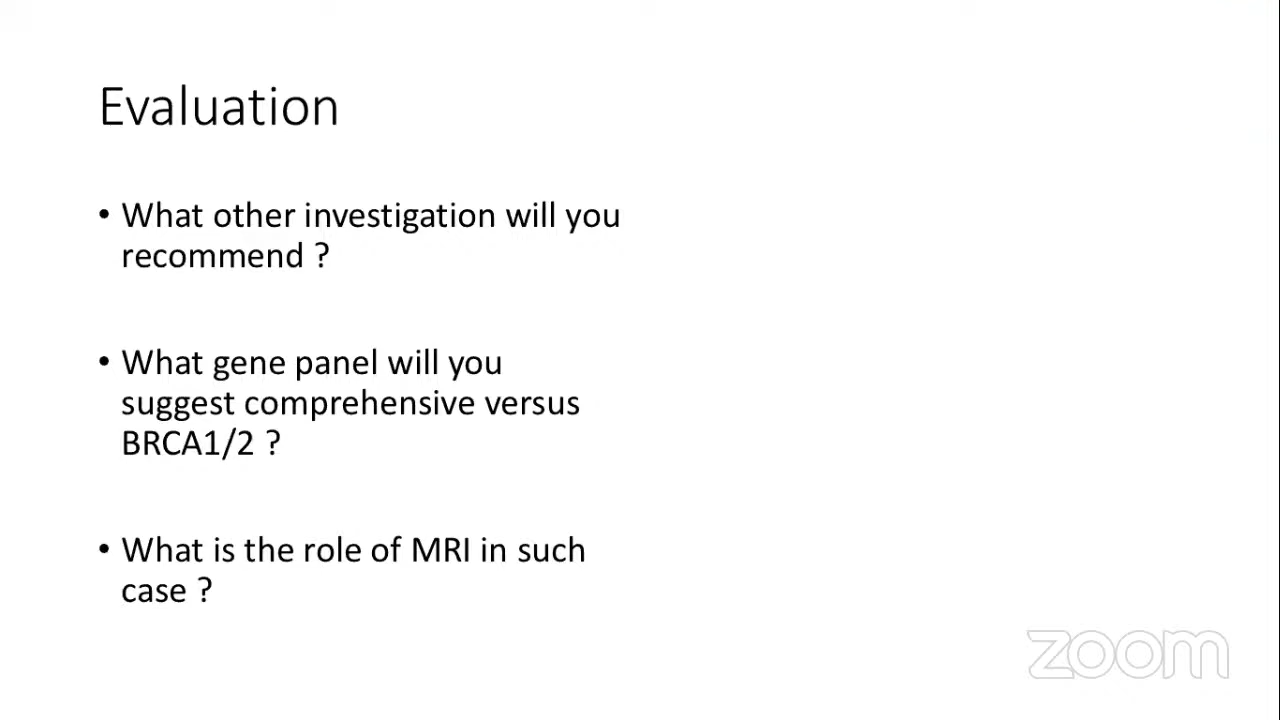 Evaluation
• What other investigation will you
recommend ?
• What gene panel will you
suggest comprehensive versus
BRCA1/2 ?
• What is the role of MRI in such
case ?
zoom